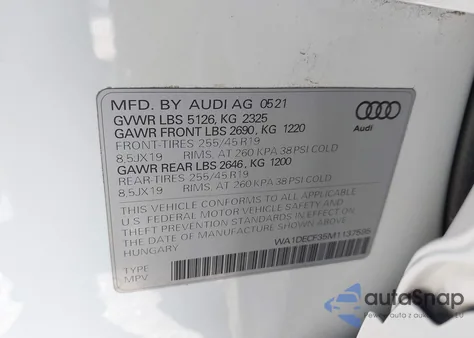 MFD. BY AUDI AG 05 21
GVWR LBS 5126, KG 2325
GAWR FRONT LBS 2690, KG 1220
FRONT-TIRES 255/45 R19
8,5JX19 RIMS, AT 260 KPA 38 PSI COLD
GAWR REAR LBS 2646, KG 1200
REAR-TIRES 255/45 R19
8,5JX19 RIMS, AT 260 KPA 38 PSI COLD
THIS VEHICLE CONFORMS TO ALL APPLICABLE
U.S. FEDERAL MOTOR VEHICLE SAFETY AND
THEFT PREVENTION STANDARDS IN EFFECT ON
THE DATE OF MANUFACTURE SHOWN ABOVE
HUNGARY
TYPE
MPV
Audi
autoSnap